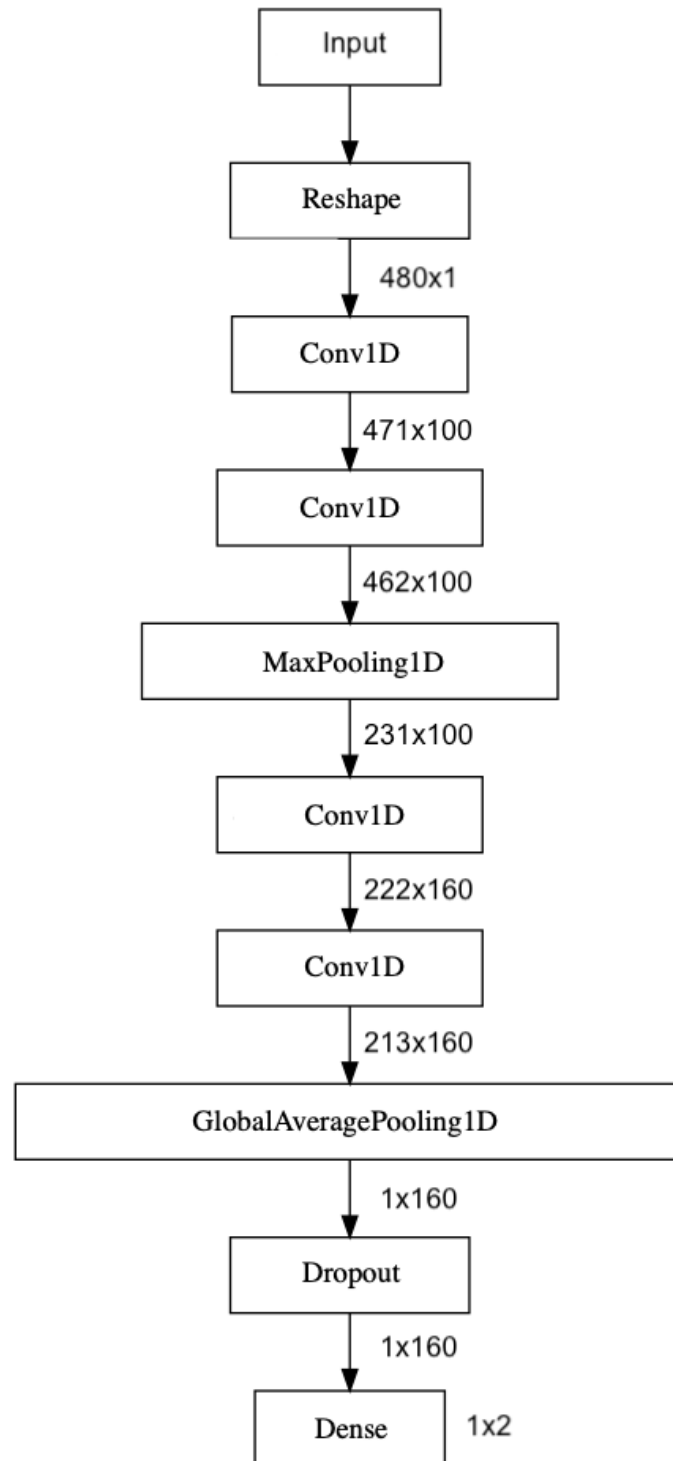 Input
Reshape
480x1
Conv1D
471x100
Conv1D
462x100
MaxPooling1D
231x100
Conv1D
222x160
Conv1D
213x160
GlobalAveragePooling1D
1x160
Dropout
1x160
Dense
1x2